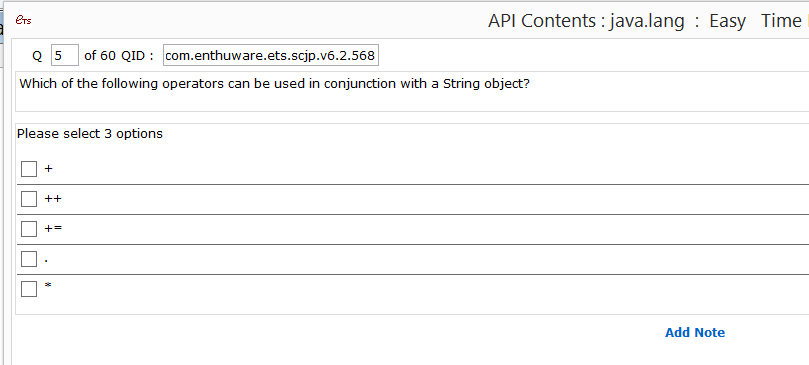 ets API Contents : java.lang : Easy Time
Q 5 of 60 QID : com.enthuware.ets.scjp.v6.2.568
Which of the following operators can be used in conjunction with a String object?
Please select 3 options
+
++
+=
.
*
Add Note